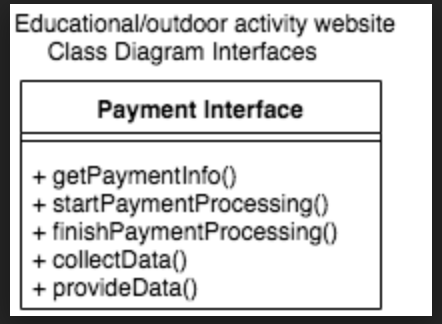 Educational/outdoor activity website
Class Diagram Interfaces
Payment Interface
+ getPaymentInfo()
+ startPaymentProcessing()
+ finishPaymentProcessing()
+ collectData()
+ provideData()